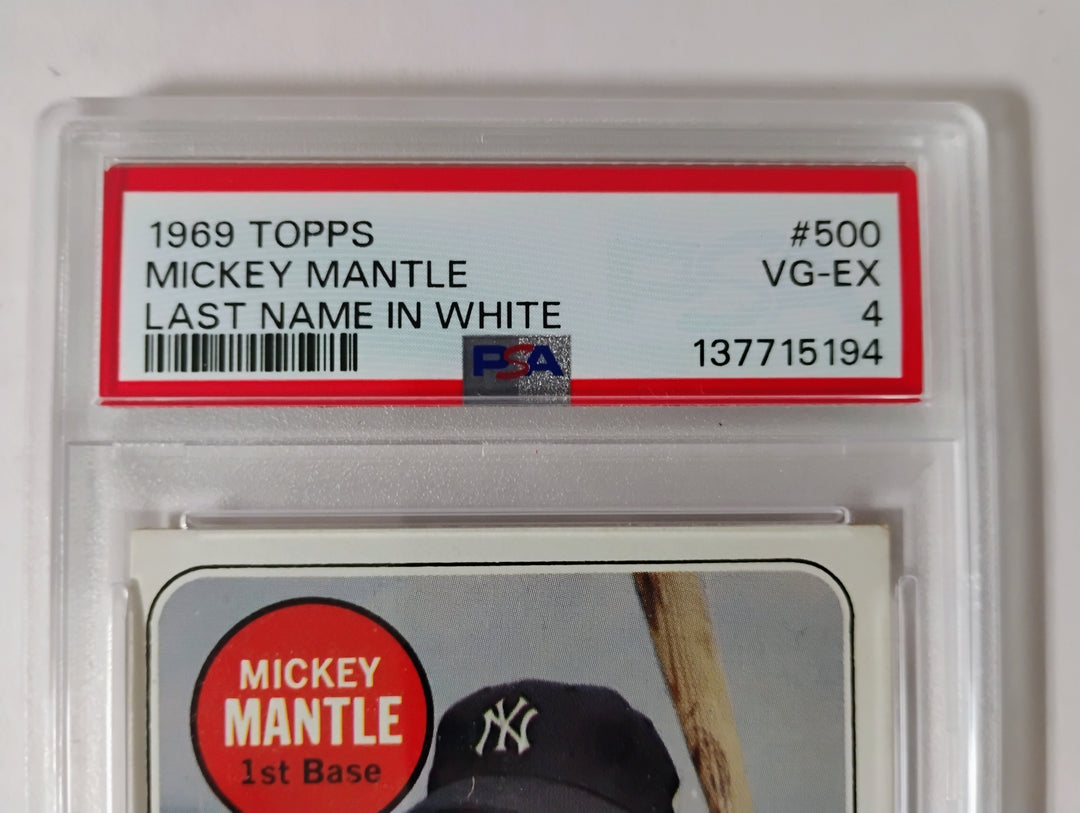 1969 TOPPS #500
MICKEY MANTLE VG-EX
LAST NAME IN WHITE 4
PSA 137715194
MICKEY
MANTLE
1st Base
NY